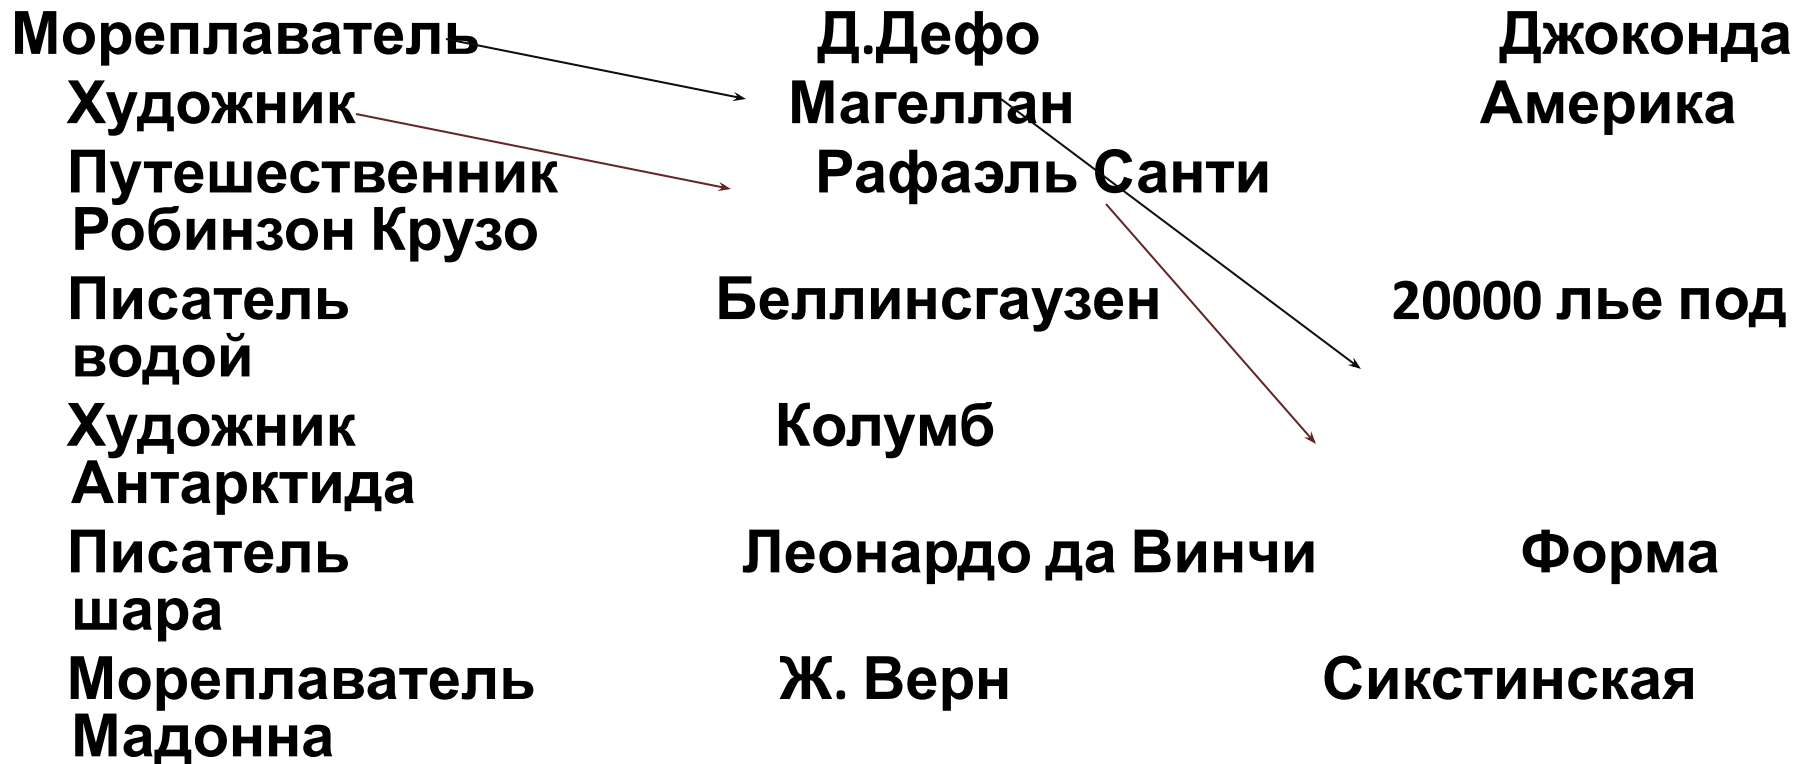 Мореплаватель Д.Дефо Джоконда
Художник Магеллан Америка
Путешественник Рафаэль Санти
Робинзон Крузо
Писатель Беллинсгаузен 20000 лье под
водой
Художник Колумб
Антарктида
Писатель Леонардо да Винчи Форма
шара
Мореплаватель Ж. Верн Сикстинская
Мадонна